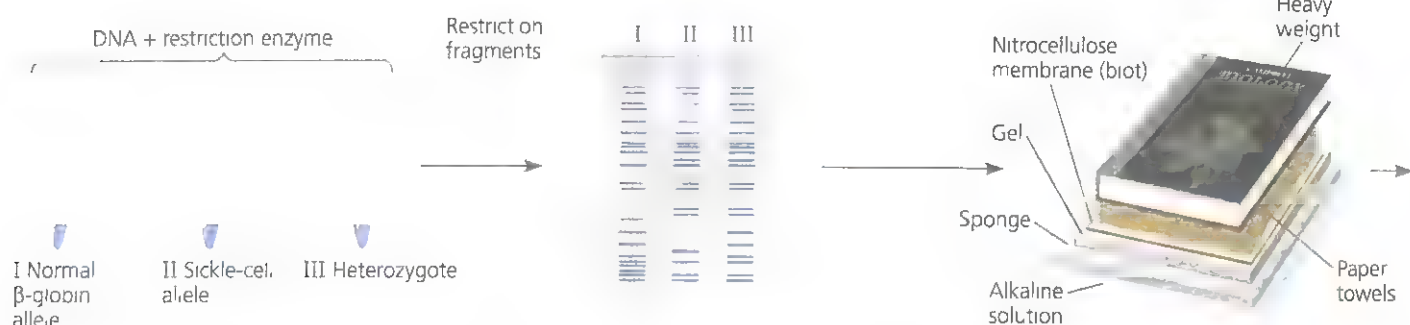 DNA + restriction enzyme
I Normal
β-globin
allele
II Sickle-cell
allele
III Heterozygote
Restriction
fragments
I II III
Heavy
weight
Nitrocellulose
membrane (blot)
Gel
Sponge
Alkaline
solution
Paper
towels
BIOLOGY